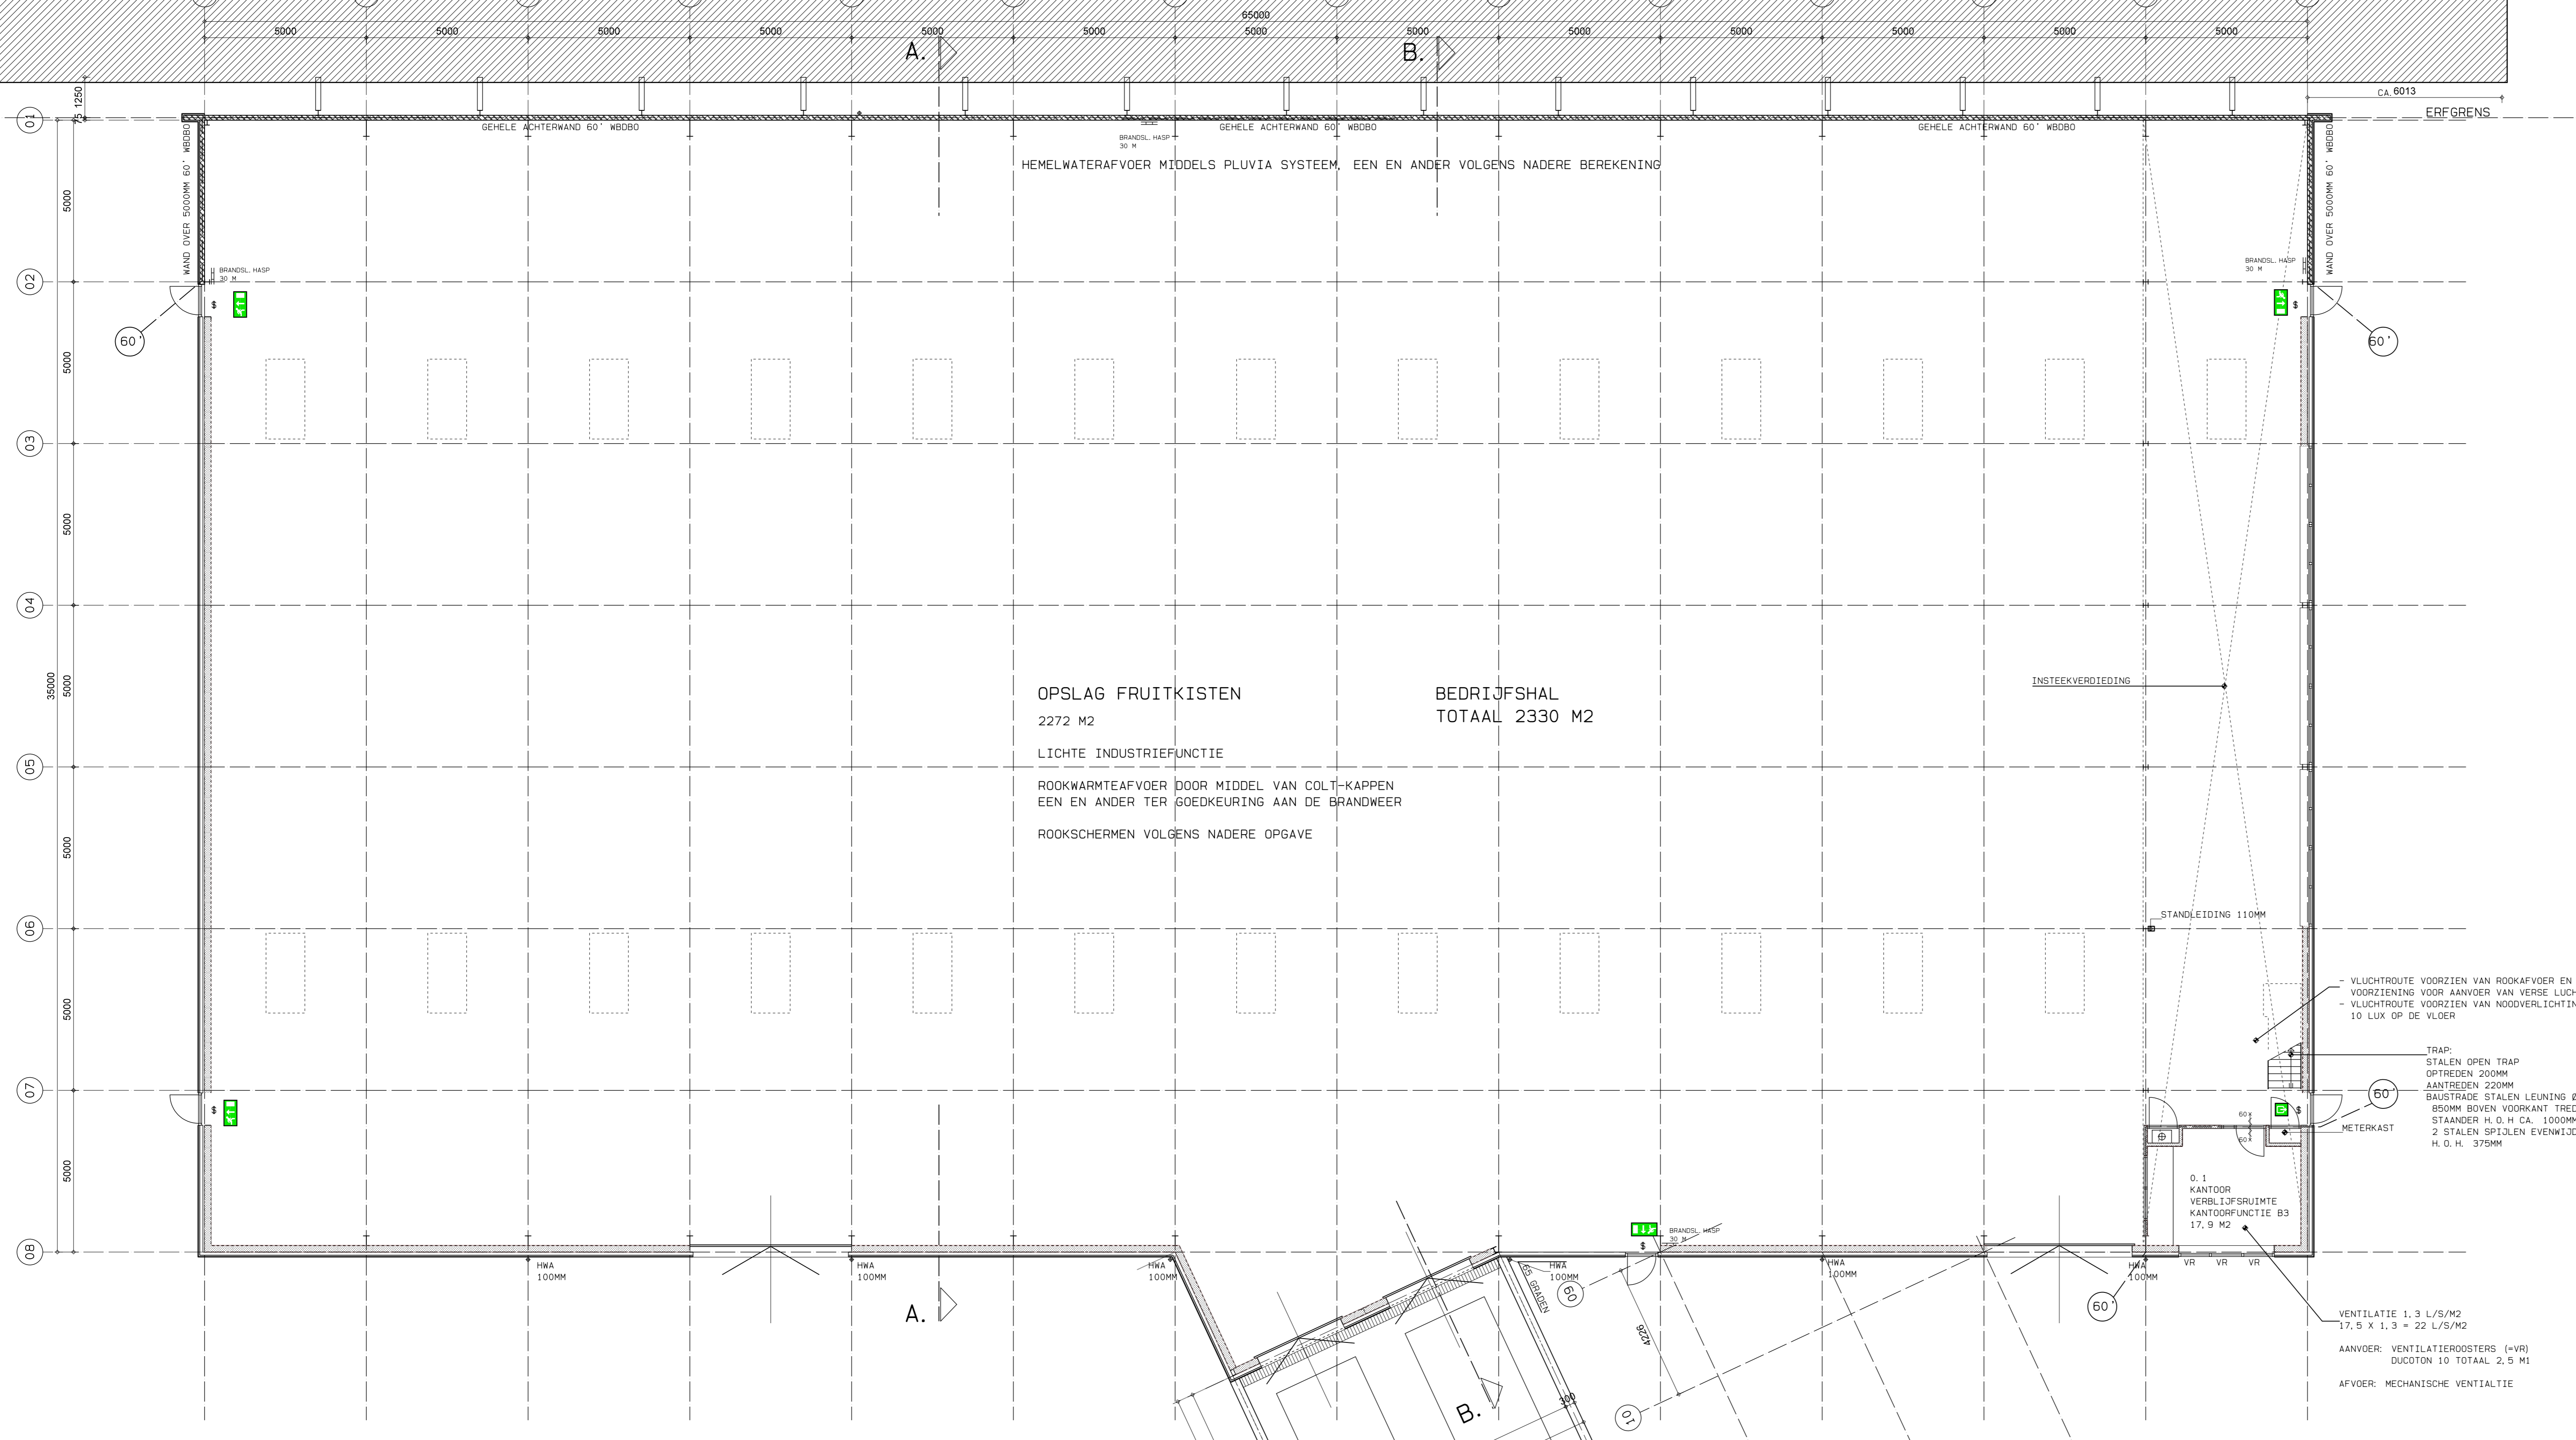 65000
5000 5000 5000 5000 5000 5000 5000 5000 5000 5000 5000 5000 5000
A.
B.
1250
75
CA. 6013
ERFGRENS
01
GEHELE ACHTERWAND 60' WBDBO
GEHELE ACHTERWAND 60' WBDBO
GEHELE ACHTERWAND 60' WBDBO
BRANDSL. HASP
30 M
HEMELWATERAFVOER MIDDELS PLUVIA SYSTEEM, EEN EN ANDER VOLGENS NADERE BEREKENING
WAND OVER 5000MM 60' WBDBO
WAND OVER 5000MM 60' WBDBO
5000
02
BRANDSL. HASP
30 M
BRANDSL. HASP
30 M
$
$
60'
60'
5000
03
5000
04
35000
5000
OPSLAG FRUITKISTEN
2272 M2
LICHTE INDUSTRIEFUNCTIE
ROOKWARMTEAFVOER DOOR MIDDEL VAN COLT-KAPPEN
EEN EN ANDER TER GOEDKEURING AAN DE BRANDWEER
ROOKSCHERMEN VOLGENS NADERE OPGAVE
BEDRIJFSHAL
TOTAAL 2330 M2
INSTEEKVERDIEDING
05
5000
06
STANDLEIDING 110MM
5000
- VLUCHTROUTE VOORZIEN VAN ROOKAFVOER EN
VOORZIENING VOOR AANVOER VAN VERSE LUCH
- VLUCHTROUTE VOORZIEN VAN NOODVERLICHTIN
10 LUX OP DE VLOER
TRAP:
STALEN OPEN TRAP
OPTREDEN 200MM
AANTREDEN 220MM
BAUSTRADE STALEN LEUNING Ø
850MM BOVEN VOORKANT TRED
STAANDER H.O.H CA. 1000MM
2 STALEN SPIJLEN EVENWIJD
H.O.H. 375MM
07
$
$
60'
60
60
METERKAST
5000
0.1
KANTOOR
VERBLIJFSRUIMTE
KANTOORFUNCTIE B3
17,9 M2
08
BRANDSL. HASP
30 M
$
HWA
100MM
HWA
100MM
HWA
100MM
HWA
100MM
HWA
100MM
HWA
100MM
VR VR VR
65 GRADEN
09
60'
A.
4226
VENTILATIE 1,3 L/S/M2
17,5 X 1,3 = 22 L/S/M2
AANVOER: VENTILATIEROOSTERS (=VR)
DUCOTON 10 TOTAAL 2,5 M1
AFVOER: MECHANISCHE VENTIALTIE
300
B.
10